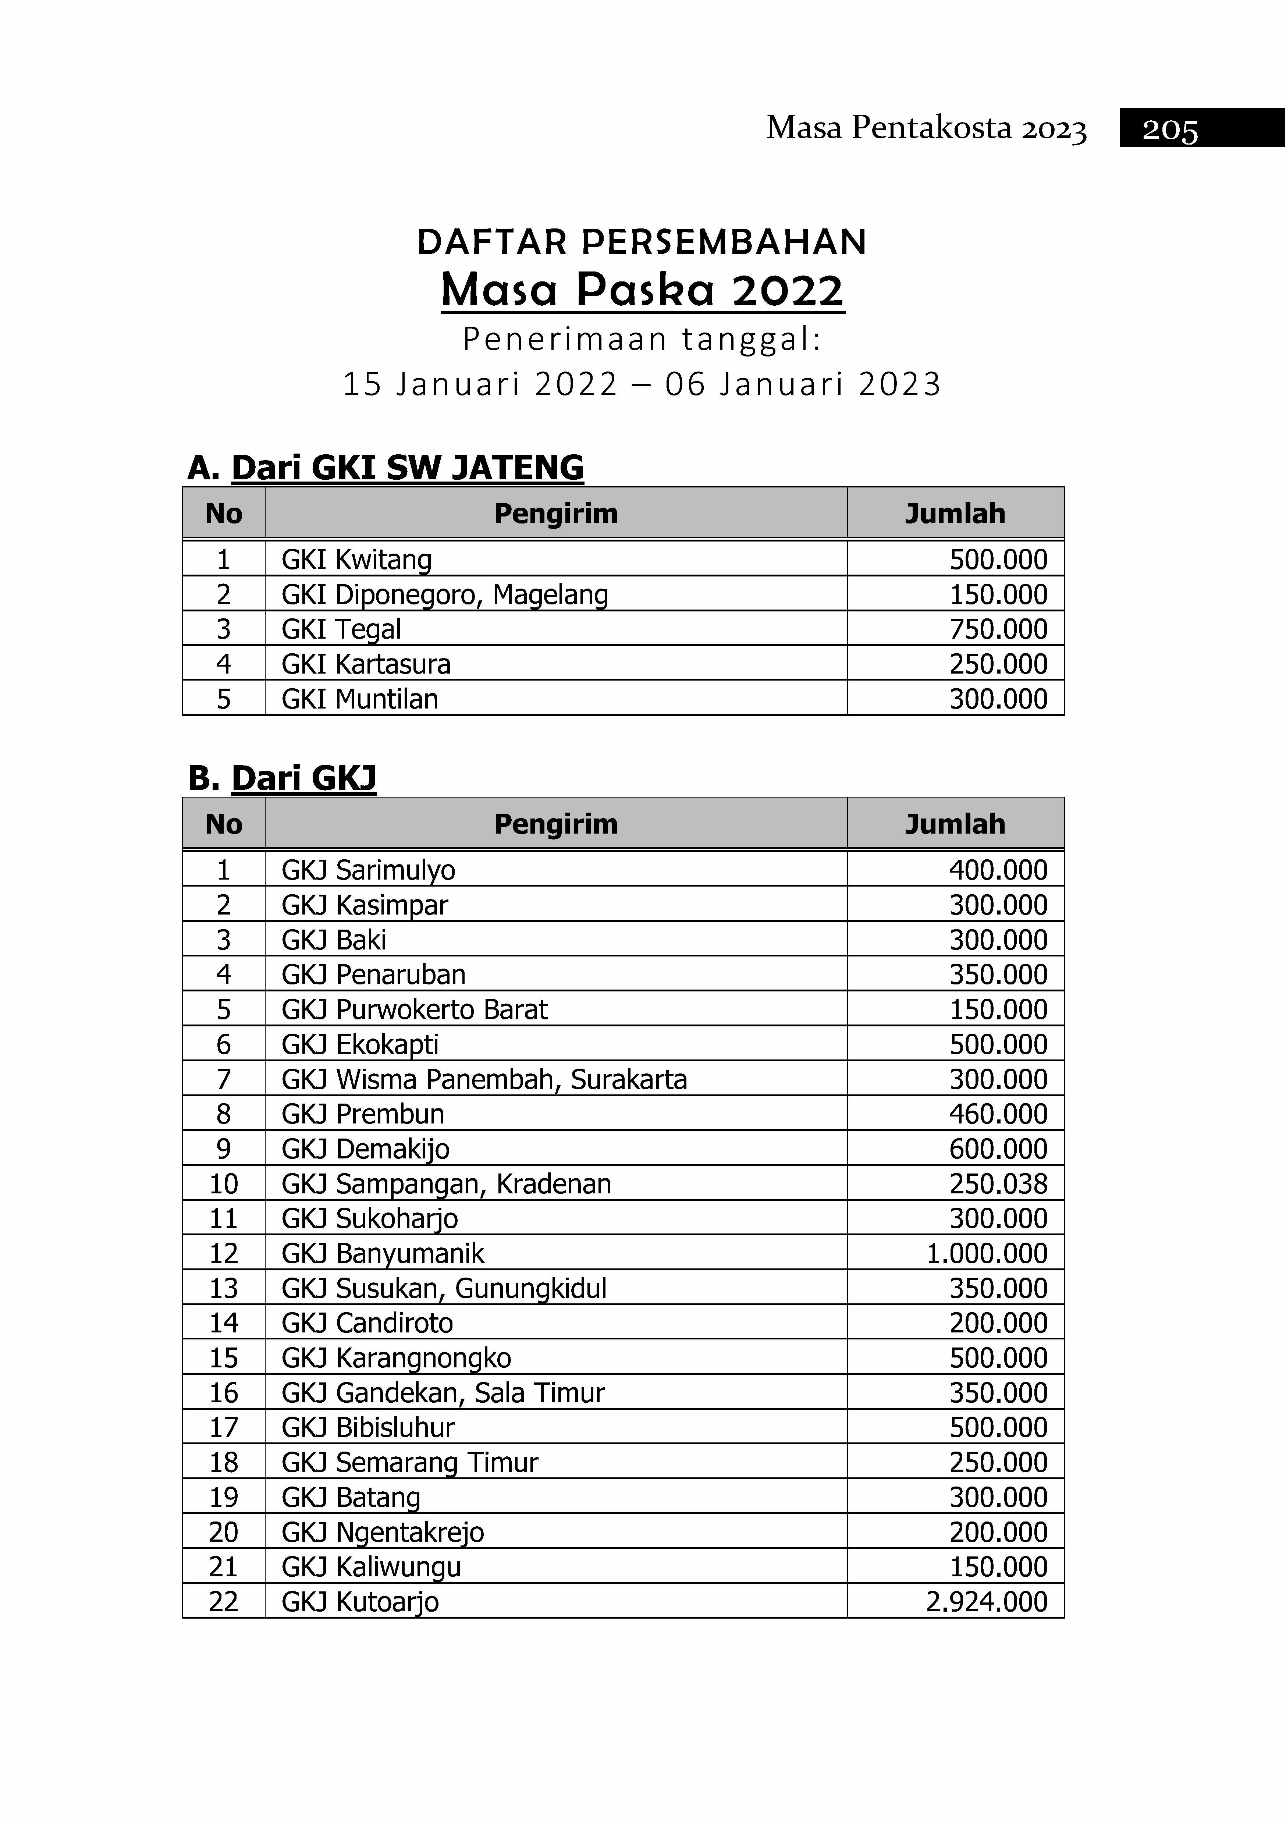 Masa Pentakosta 2023 205
DAFTAR PERSEMBAHAN
Masa Paska 2022
Penerimaan tanggal:
15 Januari 2022 – 06 Januari 2023
A. Dari GKI SW JATENG
No Pengirim Jumlah
1 GKI Kwitang 500.000
2 GKI Diponegoro, Magelang 150.000
3 GKI Tegal 750.000
4 GKI Kartasura 250.000
5 GKI Muntilan 300.000
B. Dari GKJ
No Pengirim Jumlah
1 GKJ Sarimulyo 400.000
2 GKJ Kasimpar 300.000
3 GKJ Baki 300.000
4 GKJ Penaruban 350.000
5 GKJ Purwokerto Barat 150.000
6 GKJ Ekokapti 500.000
7 GKJ Wisma Panembah, Surakarta 300.000
8 GKJ Prembun 460.000
9 GKJ Demakijo 600.000
10 GKJ Sampangan, Kradenan 250.038
11 GKJ Sukoharjo 300.000
12 GKJ Banyumanik 1.000.000
13 GKJ Susukan, Gunungkidul 350.000
14 GKJ Candiroto 200.000
15 GKJ Karangnongko 500.000
16 GKJ Gandekan, Sala Timur 350.000
17 GKJ Bibisluhur 500.000
18 GKJ Semarang Timur 250.000
19 GKJ Batang 300.000
20 GKJ Ngentakrejo 200.000
21 GKJ Kaliwungu 150.000
22 GKJ Kutoarjo 2.924.000